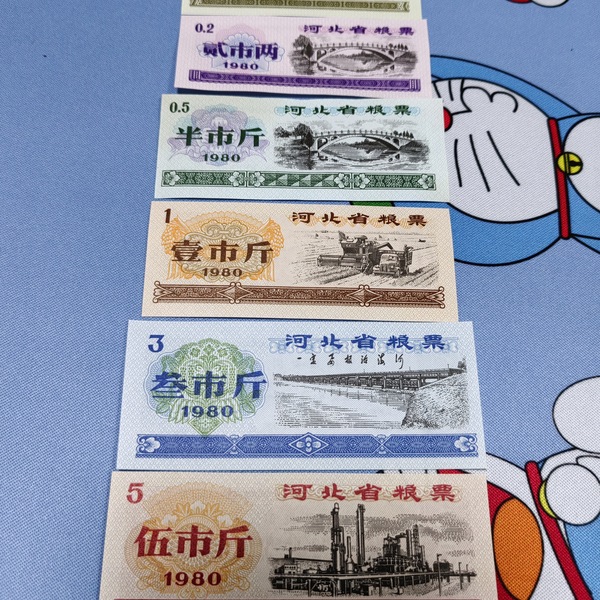 0.2
河北省粮票
贰市两
1980
0.5
河北省粮票
半市斤
1980
1
河北省粮票
壹市斤
1980
3
河北省粮票
一定要根治海河
叁市斤
1980
5
河北省粮票
伍市斤
1980